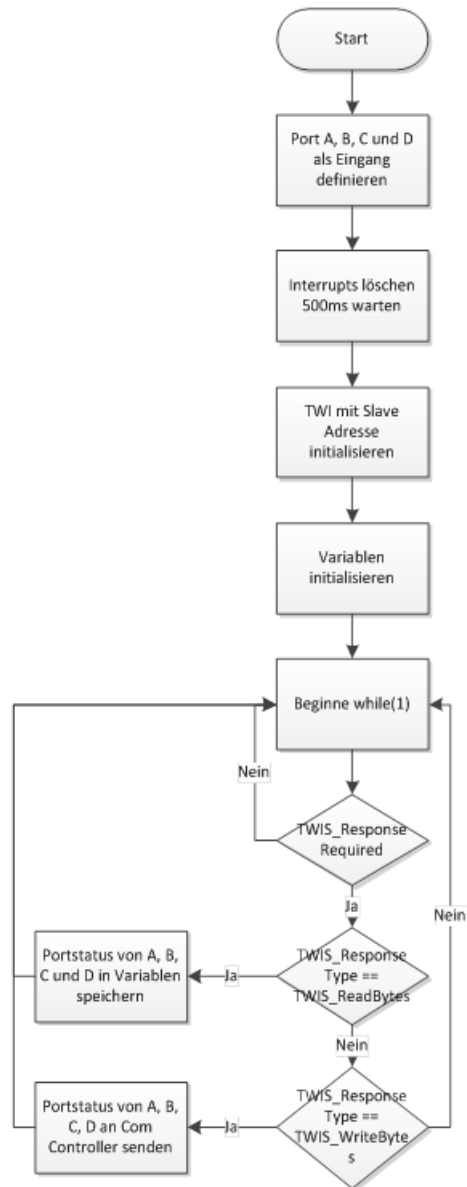 Start
Port A, B, C und D
als Eingang
definieren
Interrupts löschen
500ms warten
TWI mit Slave
Adresse
initialisieren
Variablen
initialisieren
Beginne while(1)
Nein
TWIS_Response
Required
Nein
Ja
Portstatus von A, B,
C und D in Variablen
speichern
Ja
TWIS_Response
Type ==
TWIS_ReadBytes
Nein
Portstatus von A, B,
C, D an Com
Controller senden
Ja
TWIS_Response
Type ==
TWIS_WriteByte
s